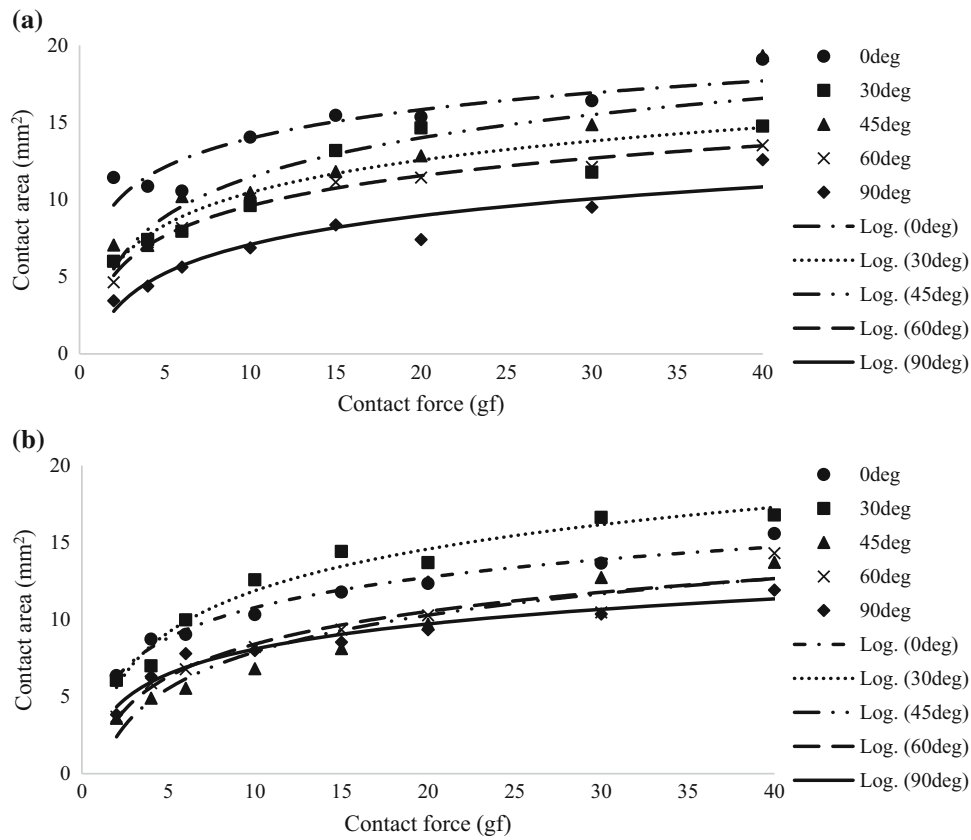 (a)
20
15
10
5
0
Contact area (mm²)
0 5 10 15 20 25 30 35 40
Contact force (gf)
0deg
30deg
45deg
60deg
90deg
Log. (0deg)
Log. (30deg)
Log. (45deg)
Log. (60deg)
Log. (90deg)
(b)
20
15
10
5
0
Contact area (mm²)
0 5 10 15 20 25 30 35 40
Contact force (gf)
0deg
30deg
45deg
60deg
90deg
Log. (0deg)
Log. (30deg)
Log. (45deg)
Log. (60deg)
Log. (90deg)